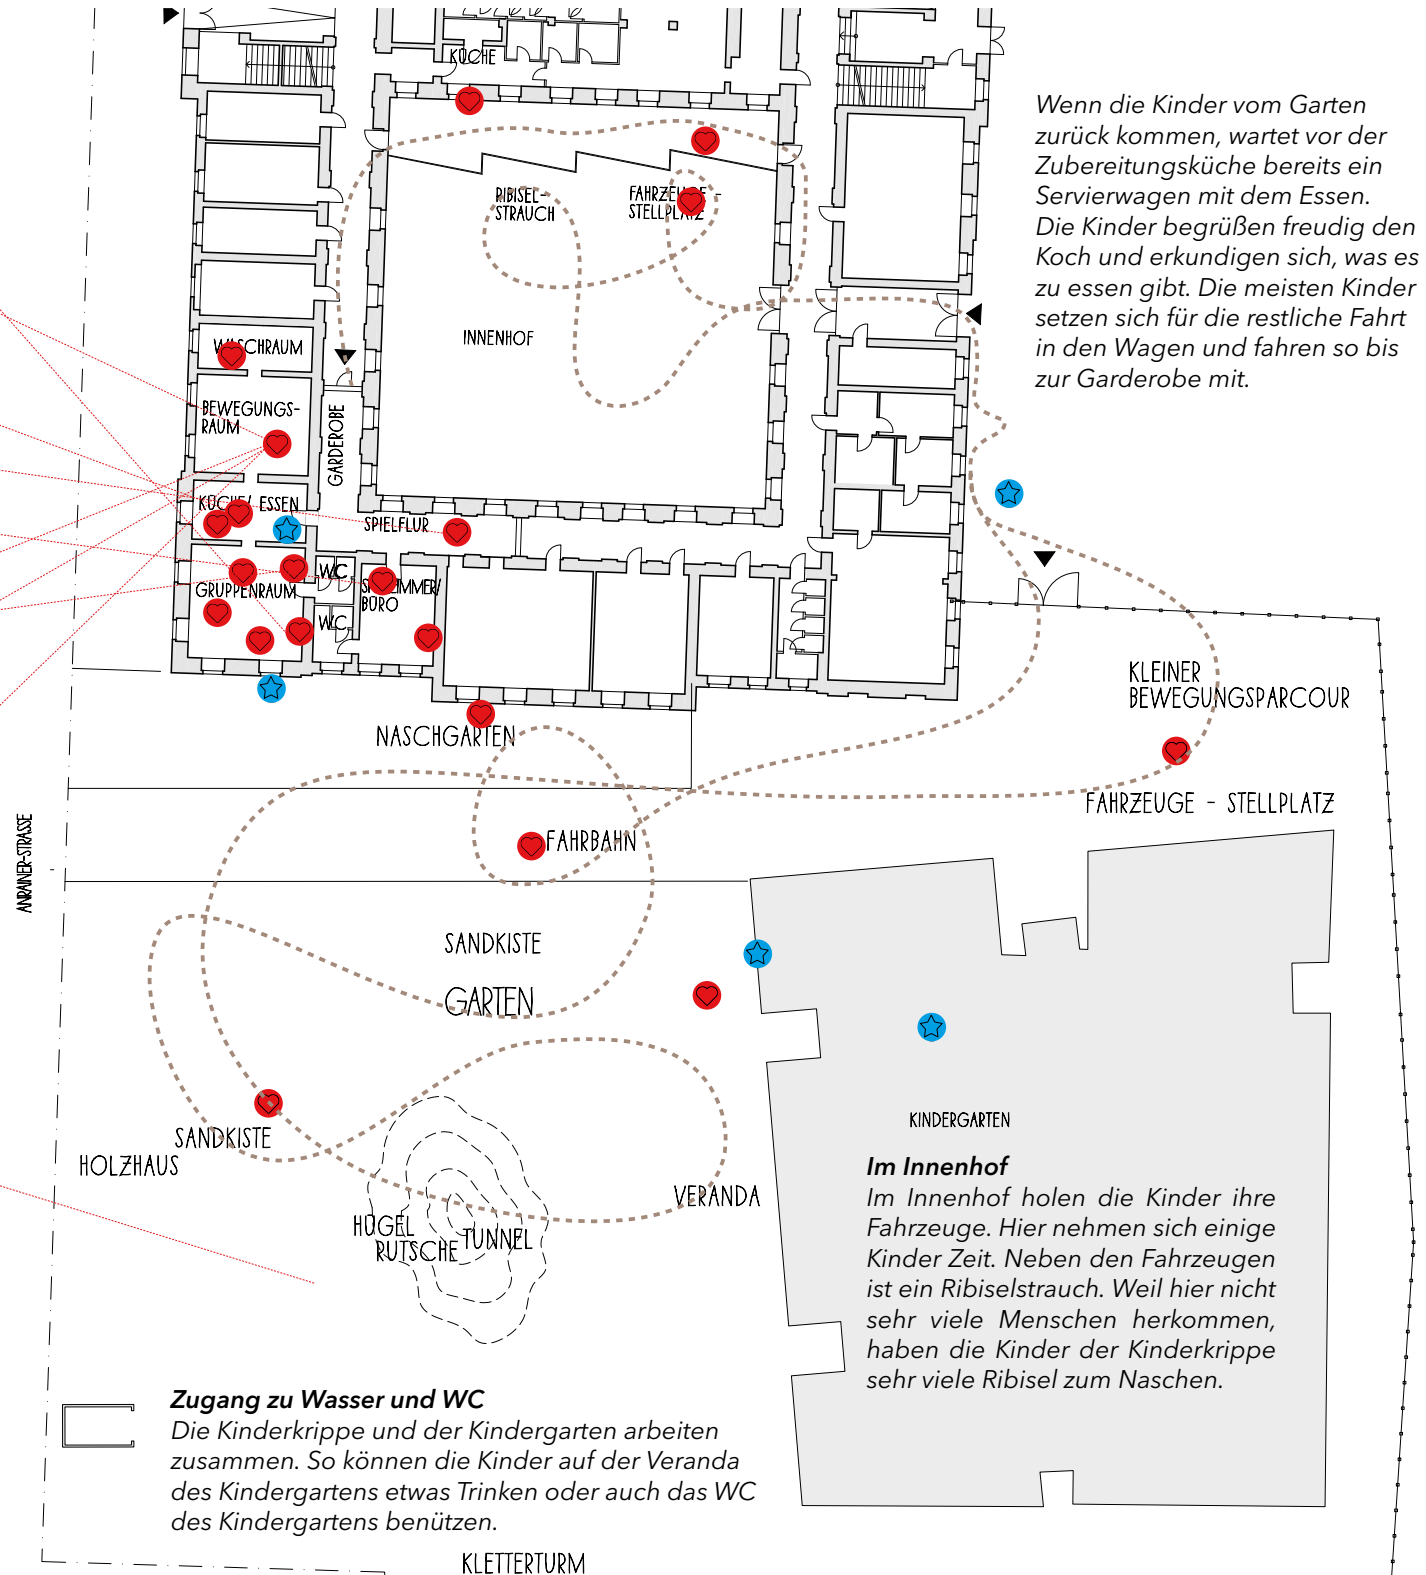 KÜCHE
Wenn die Kinder vom Garten
zurück kommen, wartet vor der
Zubereitungsküche bereits ein
Servierwagen mit dem Essen.
Die Kinder begrüßen freudig den
Koch und erkundigen sich, was es
zu essen gibt. Die meisten Kinder
setzen sich für die restliche Fahrt
in den Wagen und fahren so bis
zur Garderobe mit.
RIBISEL-
STRAUCH
FAHRZEUGE -
STELLPLATZ
INNENHOF
WASCHRAUM
BEWEGUNGS-
RAUM
GARDEROBE
KÜCHE/ ESSEN
SPIELFLUR
WC
GRUPPENRAUM
BÜRO
WC
KLEINER
BEWEGUNGSPARCOUR
NASCHGARTEN
FAHRZEUGE - STELLPLATZ
FAHRBAHN
ANRAINER-STRASSE
SANDKISTE
GARTEN
KINDERGARTEN
SANDKISTE
HOLZHAUS
VERANDA
HÜGEL
RUTSCHE
TUNNEL
Im Innenhof
Im Innenhof holen die Kinder ihre
Fahrzeuge. Hier nehmen sich einige
Kinder Zeit. Neben den Fahrzeugen
ist ein Ribiselstrauch. Weil hier nicht
sehr viele Menschen herkommen,
haben die Kinder der Kinderkrippe
sehr viele Ribisel zum Naschen.
Zugang zu Wasser und WC
Die Kinderkrippe und der Kindergarten arbeiten
zusammen. So können die Kinder auf der Veranda
des Kindergartens etwas Trinken oder auch das WC
des Kindergartens benützen.
KLETTERTURM